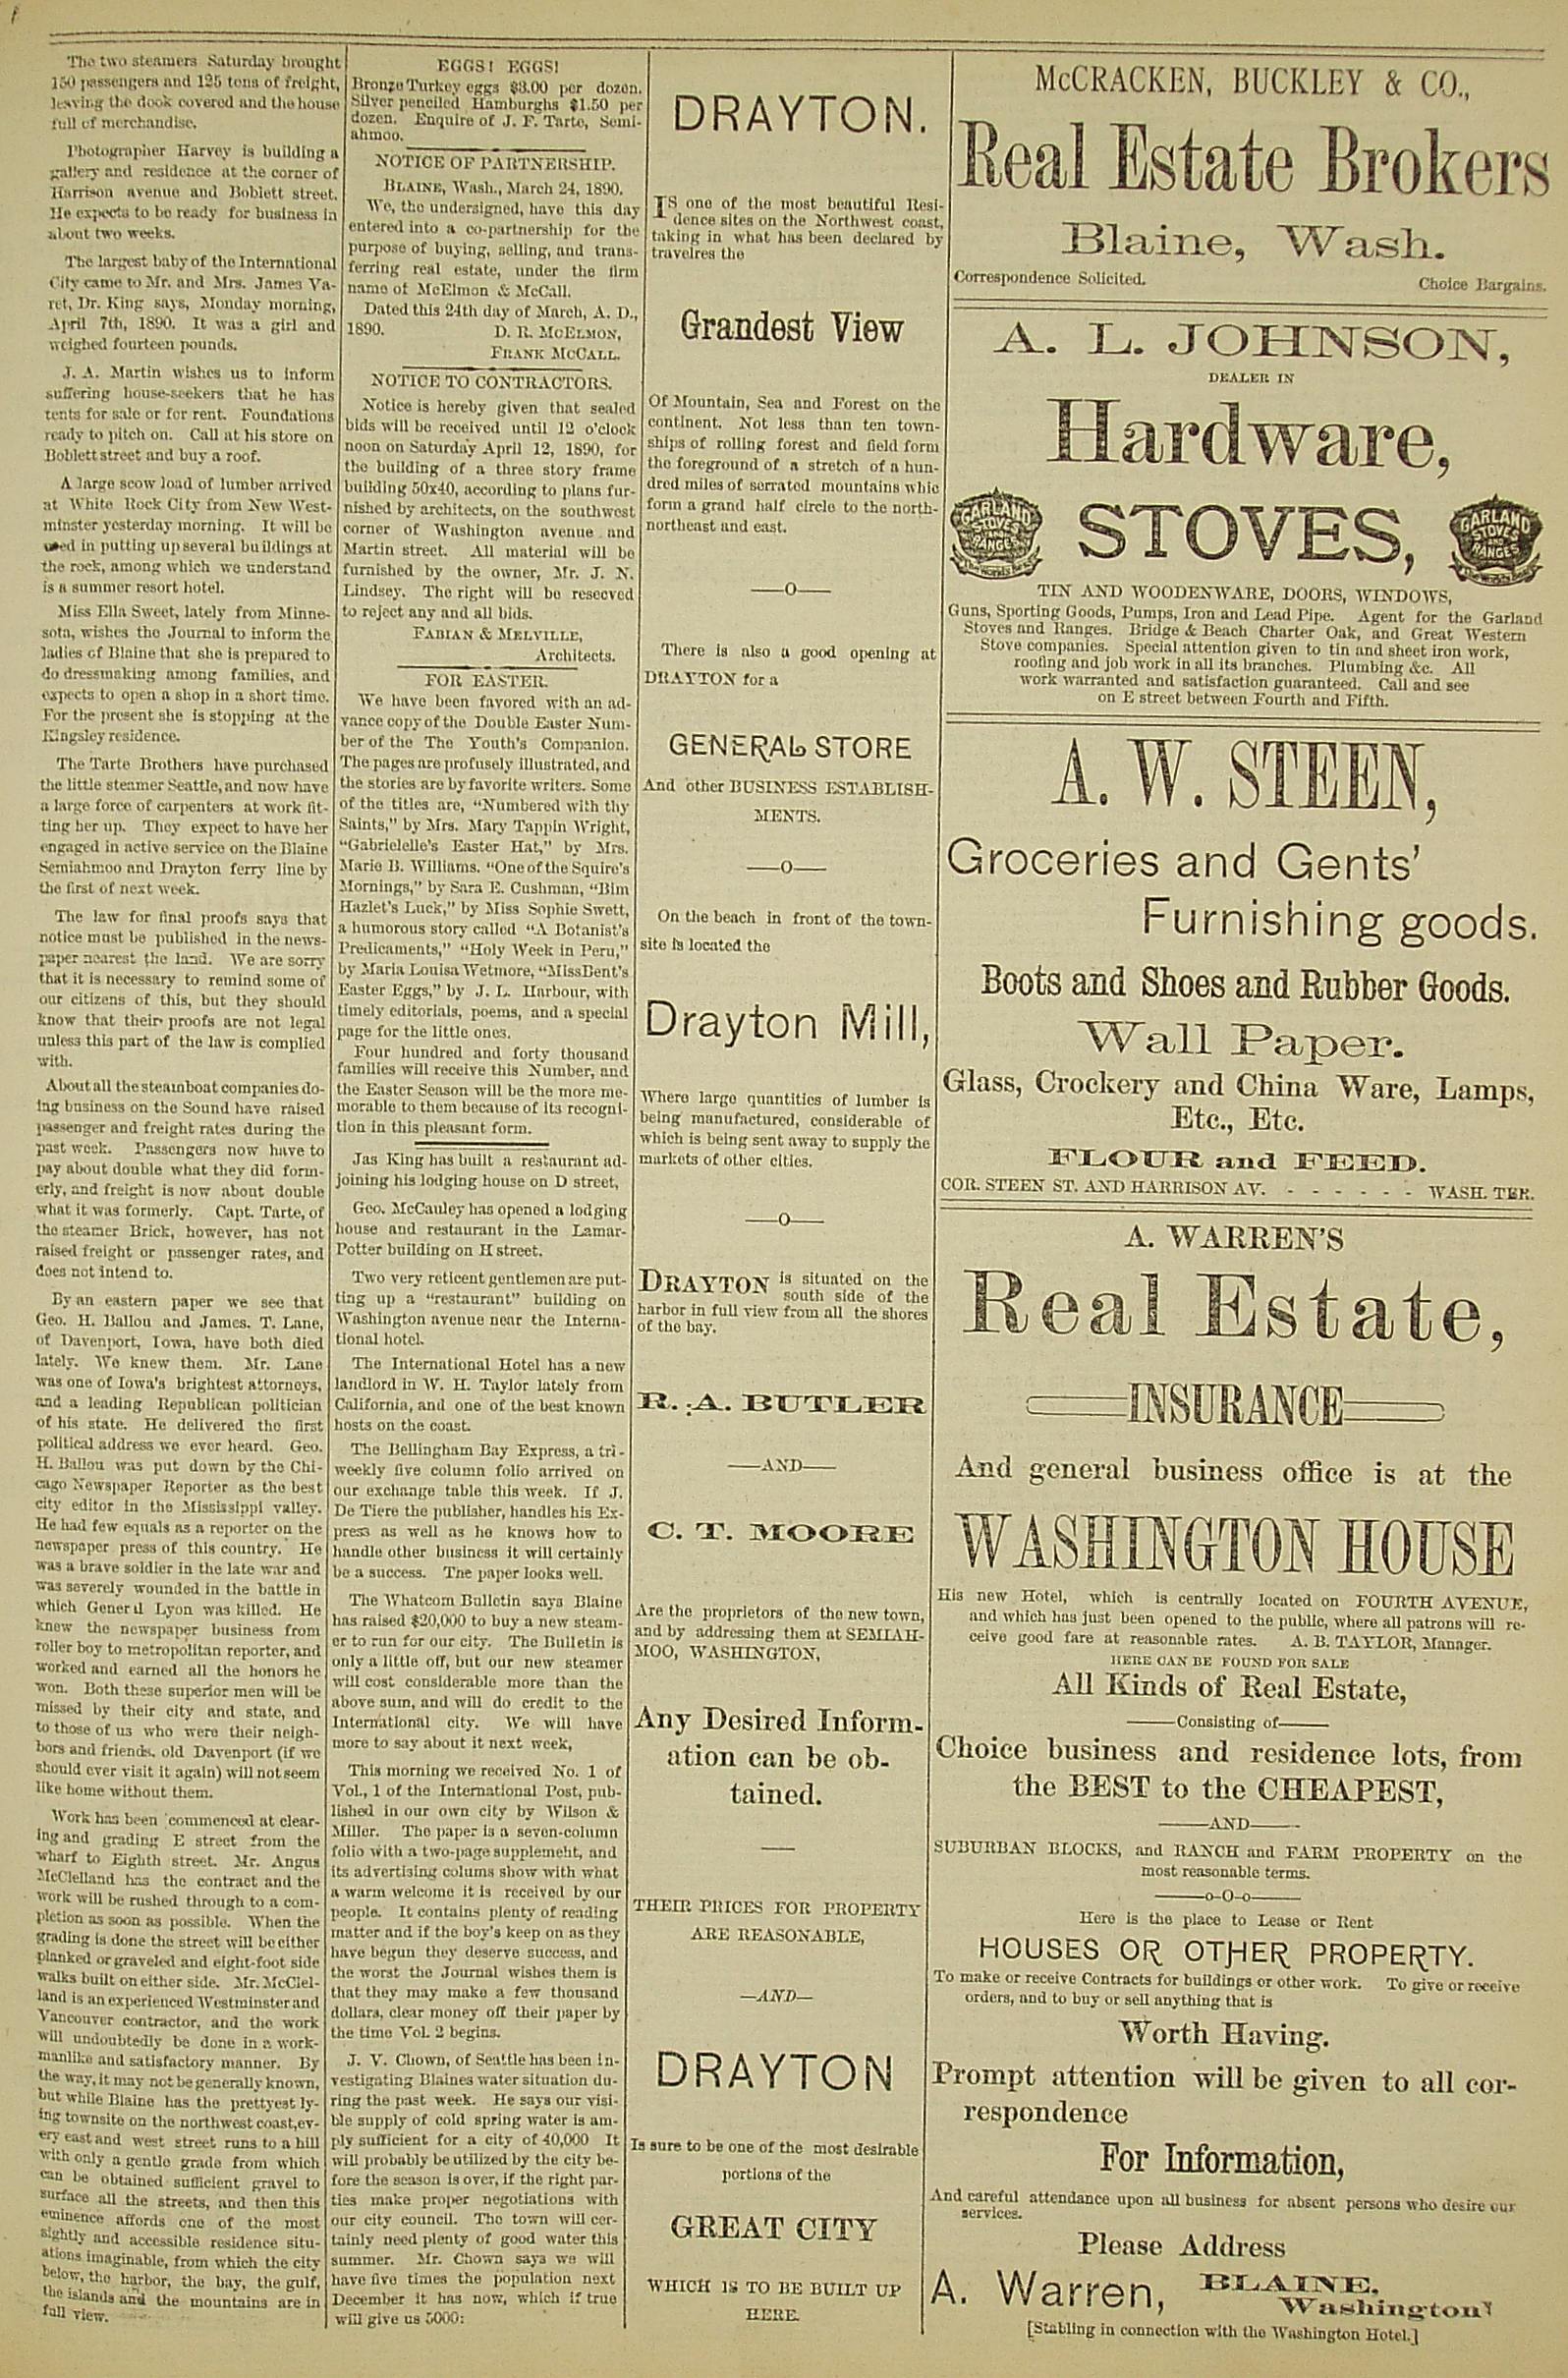 The two steamers Saturday brought
150 passengers and 125 tons of freight,
leaving the dock covered and the house
full of merchandise.
Photographer Harvey is building a
gallery and residence at the corner of
Harrison avenue and Boblett street.
He expects to be ready for business in
about two weeks.
The largest baby of the International
City came to Mr. and Mrs. James Va-
ret, Dr. King says, Monday morning,
April 7th, 1890. It was a girl and
weighed fourteen pounds.
J. A. Martin wishes us to inform
suffering house-seekers that he has
tents for sale or for rent. Foundations
ready to pitch on. Call at his store on
Boblett street and buy a roof.
A large scow load of lumber arrived
at White Rock City from New West-
minster yesterday morning. It will be
used in putting up several buildings at
the rock, among which we understand
is a summer resort hotel.
Miss Ella Sweet, lately from Minne-
sota, wishes the Journal to inform the
ladies of Blaine that she is prepared to
do dressmaking among families, and
expects to open a shop in a short time.
For the present she is stopping at the
Kingsley residence.
The Tarte Brothers have purchased
the little steamer Seattle, and now have
a large force of carpenters at work fit-
ting her up. They expect to have her
engaged in active service on the Blaine
Semiahmoo and Drayton ferry line by
the first of next week.
The law for final proofs says that
notice must be published in the news-
paper nearest the land. We are sorry
that it is necessary to remind some of
our citizens of this, but they should
know that their proofs are not legal
unless this part of the law is complied
with.
About all the steamboat companies do-
ing business on the Sound have raised
passenger and freight rates during the
past week. Passengers now have to
pay about double what they did form-
erly, and freight is now about double
what it was formerly. Capt. Tarte, of
the steamer Brick, however, has not
raised freight or passenger rates, and
does not intend to.
By an eastern paper we see that
Geo. H. Ballou and James. T. Lane,
of Davenport, Iowa, have both died
lately. We knew them. Mr. Lane
was one of Iowa's brightest attorneys,
and a leading Republican politician
of his state. He delivered the first
political address we ever heard. Geo.
H. Ballou was put down by the Chi-
cago Newspaper Reporter as the best
city editor in the Mississippi valley.
He had few equals as a reporter on the
newspaper press of this country. He
was a brave soldier in the late war and
was severely wounded in the battle in
which General Lyon was killed. He
knew the newspaper business from
roller boy to metropolitan reporter, and
worked and earned all the honors he
won. Both these superior men will be
missed by their city and state, and
to those of us who were their neigh-
bors and friends, old Davenport (if we
should ever visit it again) will not seem
like home without them.
Work has been commenced at clear-
ing and grading E street from the
wharf to Eighth street. Mr. Angus
McClelland has the contract and the
work will be rushed through to a com-
pletion as soon as possible. When the
grading is done the street will be either
planked or graveled and eight-foot side
walks built on either side. Mr. McClel-
land is an experienced Westminster and
Vancouver contractor, and the work
will undoubtedly be done in a work-
manlike and satisfactory manner. By
the way, it may not be generally known,
but while Blaine has the prettyest ly-
ing townsite on the northwest coast, ev-
ery east and west street runs to a hill
with only a gentle grade from which
can be obtained sufficient gravel to
surface all the streets, and then this
eminence affords one of the most
sightly and accessible residence situ-
ations imaginable, from which the city
below, the harbor, the bay, the gulf,
the islands and the mountains are in
full view.
EGGS! EGGS!
Bronze Turkey eggs $3.00 per dozen.
Silver penciled Hamburghs $1.50 per
dozen. Enquire of J. F. Tarte, Semi-
ahmoo.
NOTICE OF PARTNERSHIP.
BLAINE, Wash., March 24, 1890.
We, the undersigned, have this day
entered into a co-partnership for the
purpose of buying, selling, and trans-
ferring real estate, under the firm
name of McElmon & McCall.
Dated this 24th day of March, A. D.,
1890. D. R. MCELMON,
FRANK MCCALL.
NOTICE TO CONTRACTORS.
Notice is hereby given that sealed
bids will be received until 12 o'clock
noon on Saturday April 12, 1890, for
the building of a three story frame
building 50x40, according to plans fur-
nished by architects, on the southwest
corner of Washington avenue and
Martin street. All material will be
furnished by the owner, Mr. J. N.
Lindsey. The right will be reseoved
to reject any and all bids.
FABIAN & MELVILLE,
Architects.
FOR EASTER.
We have been favored with an ad-
vance copy of the Double Easter Num-
ber of the The Youth's Companion.
The pages are profusely illustrated, and
the stories are by favorite writers. Some
of the titles are, "Numbered with thy
Saints," by Mrs. Mary Tappin Wright,
"Gabrielelle's Easter Hat," by Mrs.
Marie B. Williams. "One of the Squire's
Mornings," by Sara E. Cushman, "Bim
Hazlet's Luck," by Miss Sophie Swett,
a humorous story called "A Botanist's
Predicaments," "Holy Week in Peru,"
by Maria Louisa Wetmore, "Miss Dent's
Easter Eggs," by J. L. Harbour, with
timely editorials, poems, and a special
page for the little ones.
Four hundred and forty thousand
families will receive this Number, and
the Easter Season will be the more me-
morable to them because of its recogni-
tion in this pleasant form.
Jas King has built a restaurant ad-
joining his lodging house on D street,
Geo. McCauley has opened a lodging
house and restaurant in the Lamar-
Potter building on H street.
Two very reticent gentlemen are put-
ting up a "restaurant" building on
Washington avenue near the Interna-
tional hotel.
The International Hotel has a new
landlord in W. H. Taylor lately from
California, and one of the best known
hosts on the coast.
The Bellingham Bay Express, a tri-
weekly five column folio arrived on
our exchange table this week. If J.
De Tiere the publisher, handles his Ex-
press as well as he knows how to
handle other business it will certainly
be a success. The paper looks well.
The Whatcom Bulletin says Blaine
has raised $20,000 to buy a new steam-
er to run for our city. The Bulletin is
only a little off, but our new steamer
will cost considerable more than the
above sum, and will do credit to the
International city. We will have
more to say about it next week,
This morning we received No. 1 of
Vol., 1 of the International Post, pub-
lished in our own city by Wilson &
Miller. The paper is a seven-column
folio with a two-page supplement, and
its advertising colums show with what
a warm welcome it is received by our
people. It contains plenty of reading
matter and if the boy's keep on as they
have begun they deserve success, and
the worst the Journal wishes them is
that they may make a few thousand
dollars, clear money off their paper by
the time Vol. 2 begins.
J. V. Chown, of Seattle has been in-
vestigating Blaines water situation du-
ring the past week. He says our visi-
ble supply of cold spring water is am-
ply sufficient for a city of 40,000 It
will probably be utilized by the city be-
fore the season is over, if the right par-
ties make proper negotiations with
our city council. The town will cer-
tainly need plenty of good water this
summer. Mr. Chown says we will
have five times the population next
December it has now, which if true
will give us 5000:
DRAYTON.
IS one of the most beautiful Resi-
dence sites on the Northwest coast,
taking in what has been declared by
travelres the
Grandest View
Of Mountain, Sea and Forest on the
continent. Not less than ten town-
ships of rolling forest and field form
the foreground of a stretch of a hun-
dred miles of serrated mountains whic
form a grand half circle to the north-
northeast and east.
—O—
There is also a good opening at
DRAYTON for a
GENERAL STORE
And other BUSINESS ESTABLISH-
MENTS.
—O—
On the beach in front of the town-
site is located the
Drayton Mill,
Where large quantities of lumber is
being manufactured, considerable of
which is being sent away to supply the
markets of other cities.
—O—
DRAYTON is situated on the
south side of the
harbor in full view from all the shores
of the bay.
R. A. BUTLER
—AND—
C. T. MOORE
Are the proprietors of the new town,
and by addressing them at SEMIAH-
MOO, WASHINGTON,
Any Desired Inform-
ation can be ob-
tained.
THEIR PRICES FOR PROPERTY
ARE REASONABLE,
—AND—
DRAYTON
Is sure to be one of the most desirable
portions of the
GREAT CITY
WHICH IS TO BE BUILT UP
HERE.
McCRACKEN, BUCKLEY & CO.,
Real Estate Brokers
Blaine, Wash.
Correspondence Solicited. Choice Bargains.
A. L. JOHNSON,
DEALER IN
Hardware,
GARLAND STOVES AND RANGES
STOVES,
GARLAND STOVES AND RANGES
TIN AND WOODENWARE, DOORS, WINDOWS,
Guns, Sporting Goods, Pumps, Iron and Lead Pipe. Agent for the Garland
Stoves and Ranges. Bridge & Beach Charter Oak, and Great Western
Stove companies. Special attention given to tin and sheet iron work,
roofing and job work in all its branches. Plumbing &c. All
work warranted and satisfaction guaranteed. Call and see
on E street between Fourth and Fifth.
A. W. STEEN,
Groceries and Gents'
Furnishing goods.
Boots and Shoes and Rubber Goods.
Wall Paper.
Glass, Crockery and China Ware, Lamps,
Etc., Etc.
FLOUR and FEED.
COR. STEEN ST. AND HARRISON AV. - - - - - - WASH. TER.
A. WARREN'S
Real Estate,
INSURANCE
And general business office is at the
WASHINGTON HOUSE
His new Hotel, which is centrally located on FOURTH AVENUE,
and which has just been opened to the public, where all patrons will re-
ceive good fare at reasonable rates. A. B. TAYLOR, Manager.
HERE CAN BE FOUND FOR SALE
All Kinds of Real Estate,
—Consisting of—
Choice business and residence lots, from
the BEST to the CHEAPEST,
—AND—
SUBURBAN BLOCKS, and RANCH and FARM PROPERTY on the
most reasonable terms.
—o-O-o—
Here is the place to Lease or Rent
HOUSES OR OTHER PROPERTY.
To make or receive Contracts for buildings or other work. To give or receive
orders, and to buy or sell anything that is
Worth Having.
Prompt attention will be given to all cor-
respondence
For Information,
And careful attendance upon all business for absent persons who desire our
services.
Please Address
A. Warren, BLAINE.
Washington
[Stabling in connection with the Washington Hotel.]